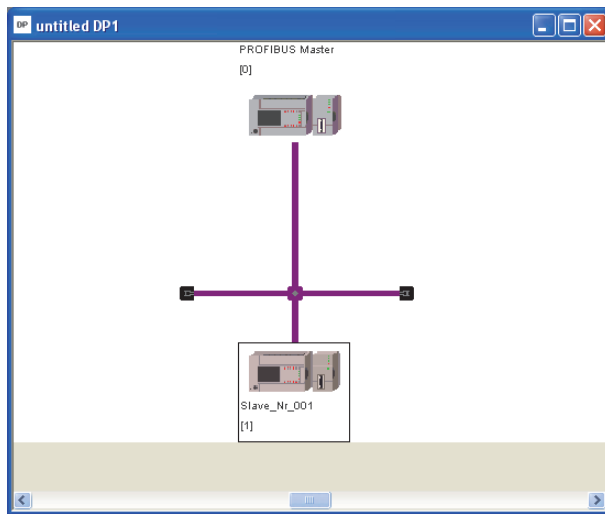 DP untitled DP1
PROFIBUS Master
[0]
Slave_Nr_001
[1]